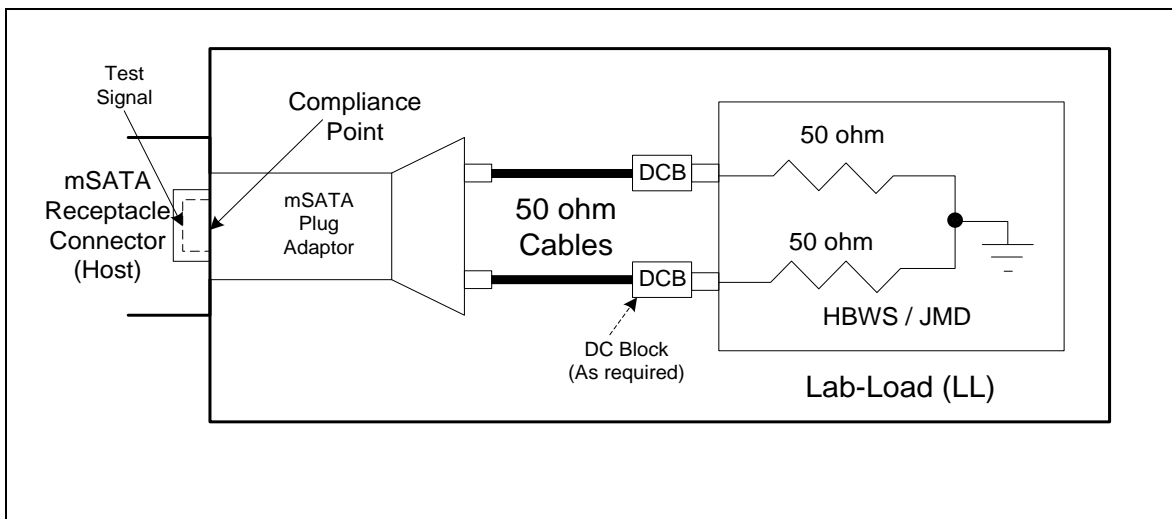 Test
Signal
Compliance
Point
mSATA
Receptacle
Connector
(Host)
mSATA
Plug
Adaptor
50 ohm
Cables
DCB
DCB
DC Block
(As required)
50 ohm
50 ohm
HBWS / JMD
Lab-Load (LL)